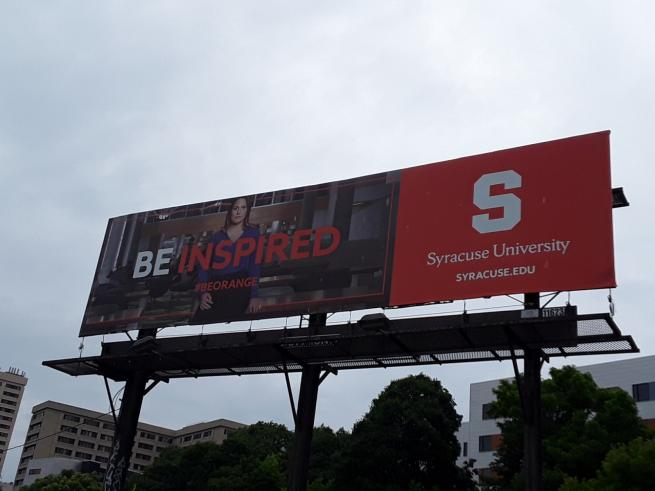 BE INSPIRED
#BEORANGE
S
Syracuse University
SYRACUSE.EDU